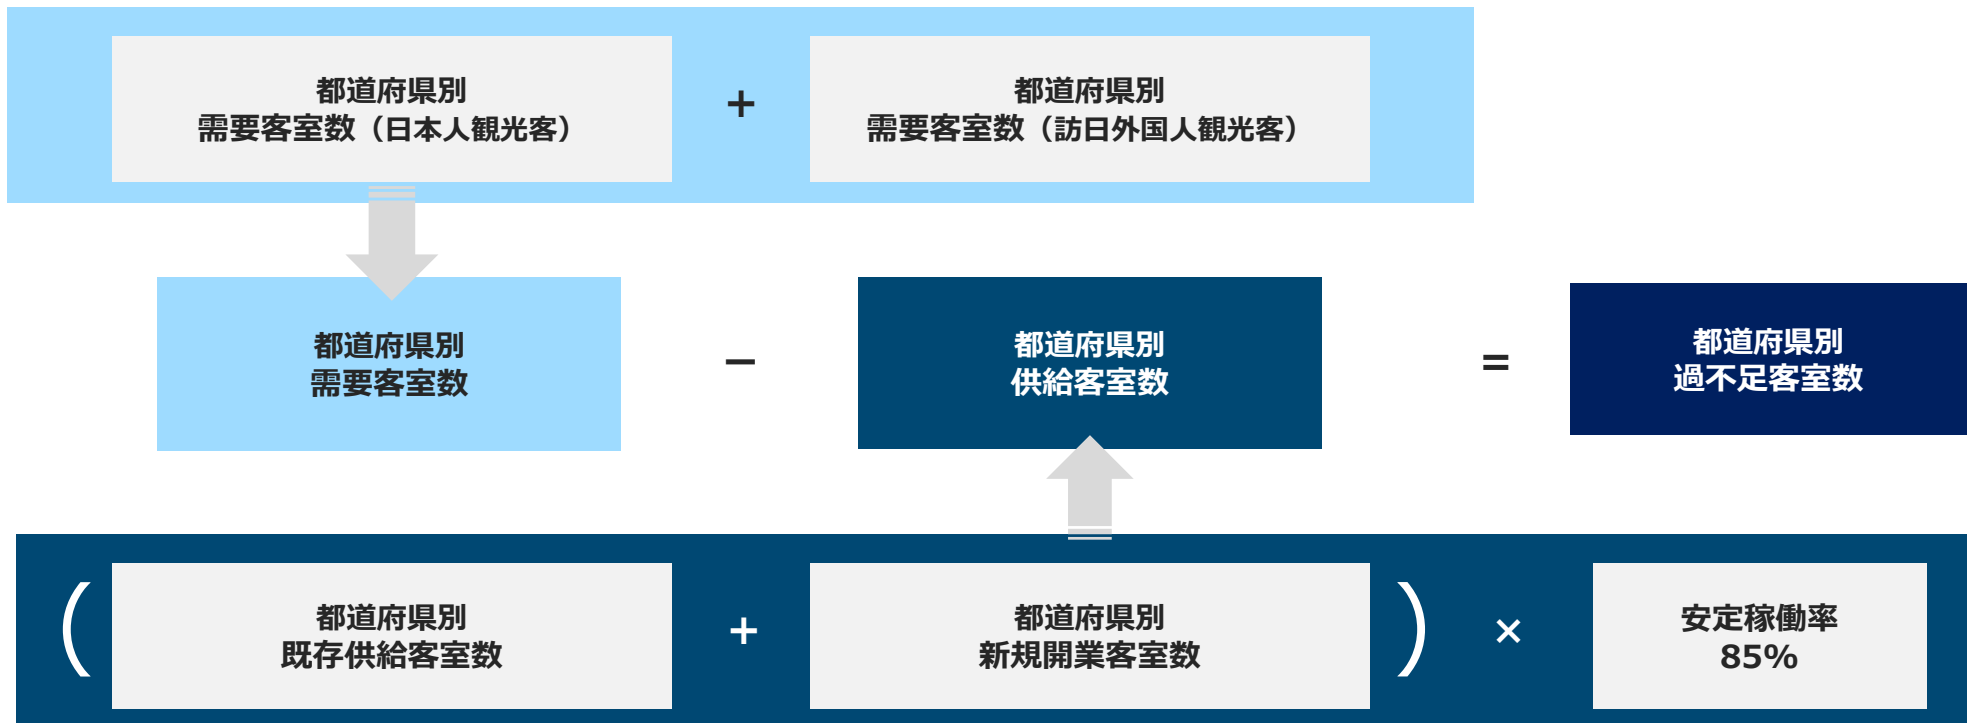 都道府県別
需要客室数（日本人観光客）
+
都道府県別
需要客室数（訪日外国人観光客）
都道府県別
需要客室数
−
都道府県別
供給客室数
=
都道府県別
過不足客室数
(
都道府県別
既存供給客室数
+
都道府県別
新規開業客室数
)
×
安定稼働率
85%